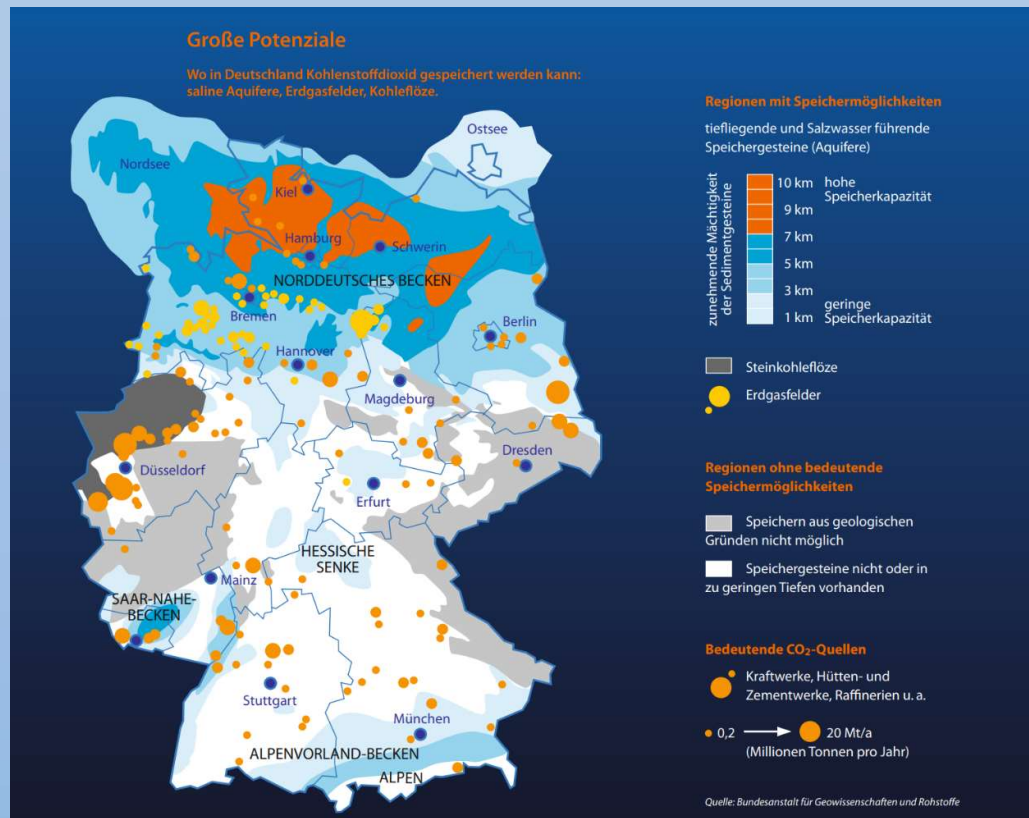 Große Potenziale
Wo in Deutschland Kohlenstoffdioxid gespeichert werden kann:
saline Aquifere, Erdgasfelder, Kohleflöze.
Ostsee
Nordsee
Kiel
Hamburg
Schwerin
NORDDEUTSCHES BECKEN
Bremen
Berlin
Hannover
Magdeburg
Düsseldorf
Dresden
Erfurt
HESSISCHE
SENKE
Mainz
SAAR-NAHE-
BECKEN
Stuttgart
München
ALPENVORLAND-BECKEN
ALPEN
Regionen mit Speichermöglichkeiten
tiefliegende und Salzwasser führende
Speichergesteine (Aquifere)
zunehmende Mächtigkeit
der Sedimentgesteine
10 km hohe
Speicherkapazität
9 km
7 km
5 km
3 km
geringe
1 km Speicherkapazität
Steinkohleflöze
Erdgasfelder
Regionen ohne bedeutende
Speichermöglichkeiten
Speichern aus geologischen
Gründen nicht möglich
Speichergesteine nicht oder in
zu geringen Tiefen vorhanden
Bedeutende CO₂-Quellen
Kraftwerke, Hütten- und
Zementwerke, Raffinerien u. a.
0,2 20 Mt/a
(Millionen Tonnen pro Jahr)
Quelle: Bundesanstalt für Geowissenschaften und Rohstoffe